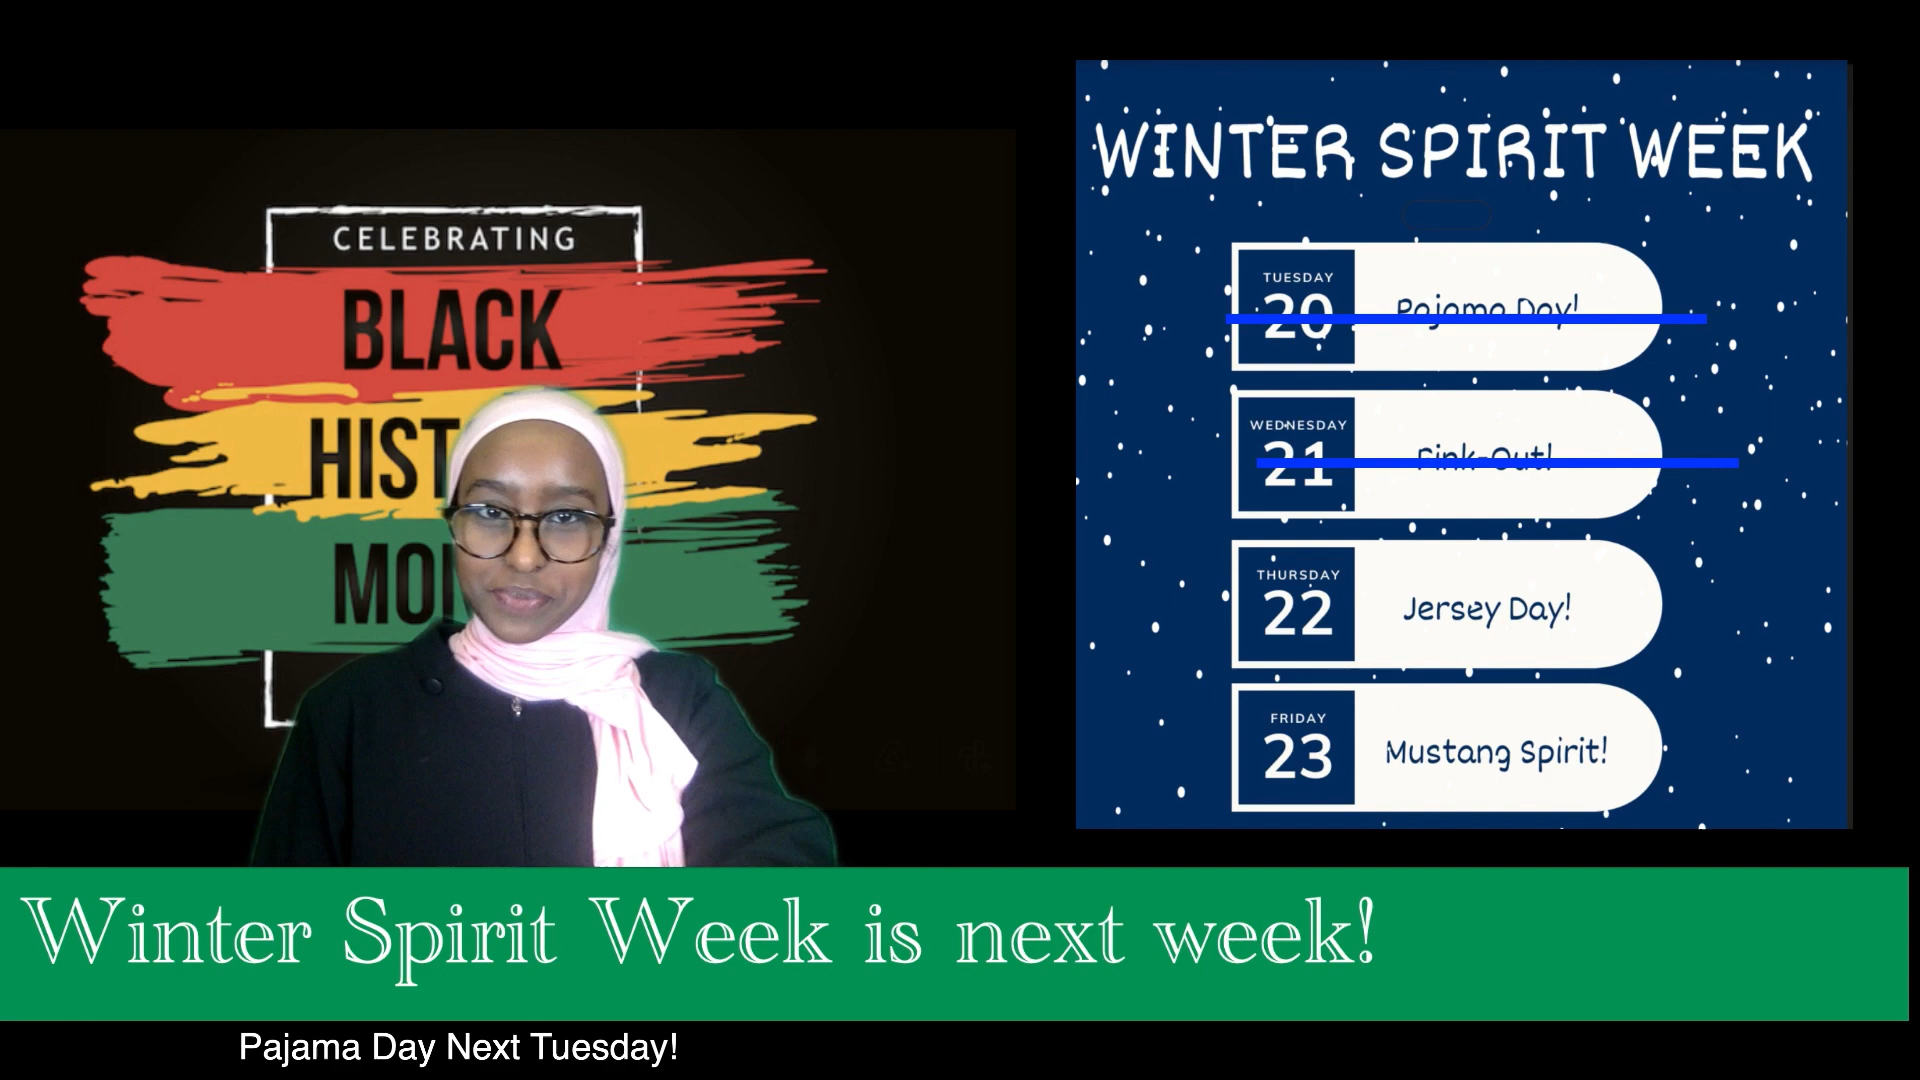 CELEBRATING
BLACK
HIST
MON
WINTER SPIRIT WEEK
TUESDAY
20
Pajama Day!
WEDNESDAY
21
Pink-Out!
THURSDAY
22
Jersey Day!
FRIDAY
23
Mustang Spirit!
Winter Spirit Week is next week!
Pajama Day Next Tuesday!